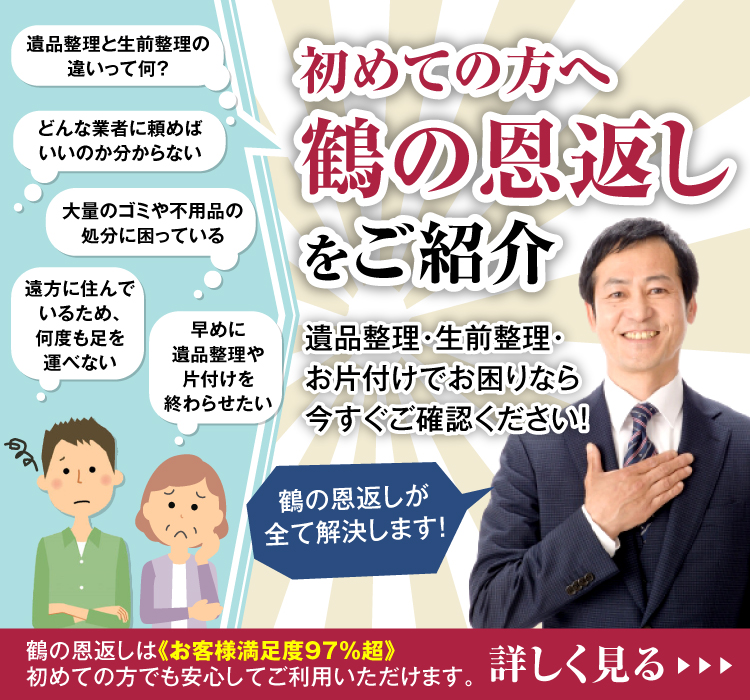 遺品整理と生前整理の
違いって何?
どんな業者に頼めば
いいのか分からない
大量のゴミや不用品の
処分に困っている
遠方に住んで
いるため、
何度も足を
運べない
早めに
遺品整理や
片付けを
終わらせたい
初めての方へ
鶴の恩返し
をご紹介
遺品整理・生前整理・
お片付けでお困りなら
今すぐご確認ください!
鶴の恩返しが
全て解決します!
鶴の恩返しは《お客様満足度97%超》
初めての方でも安心してご利用いただけます。
詳しく見る▶▶▶